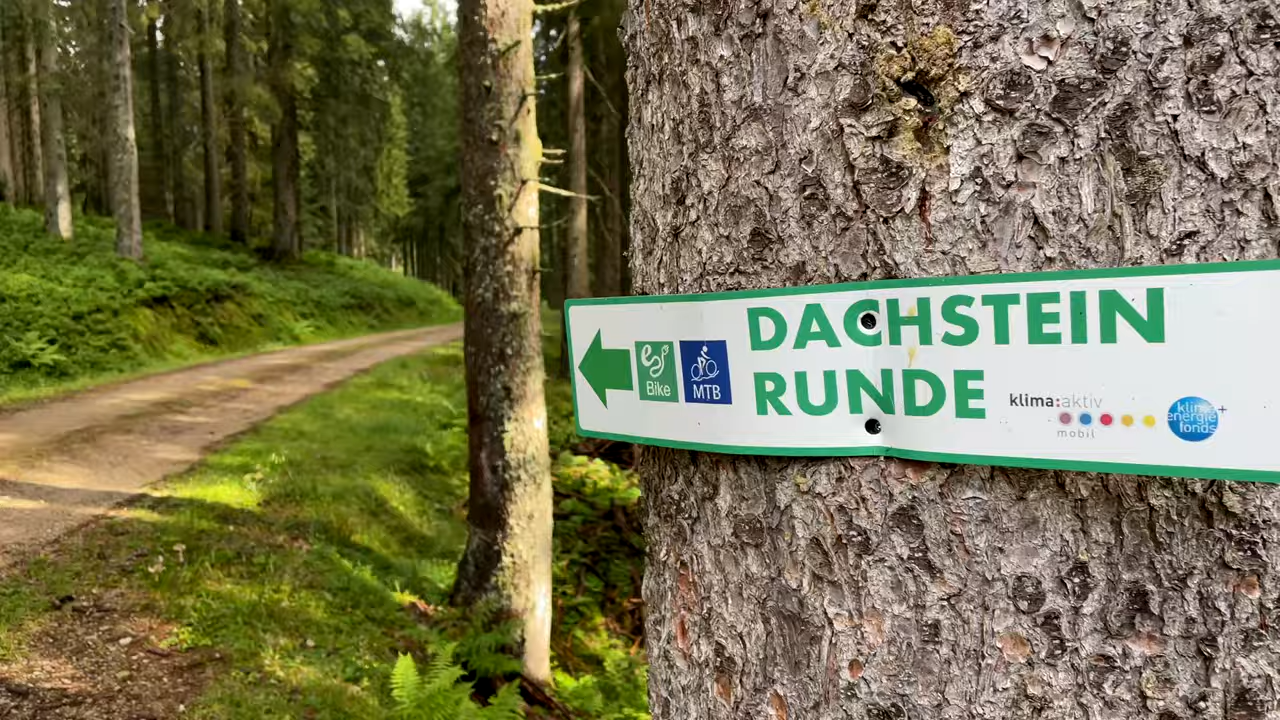 DACHSTEIN
RUNDE
Bike
MTB
klima:aktiv
mobil
klima+
energie
fonds